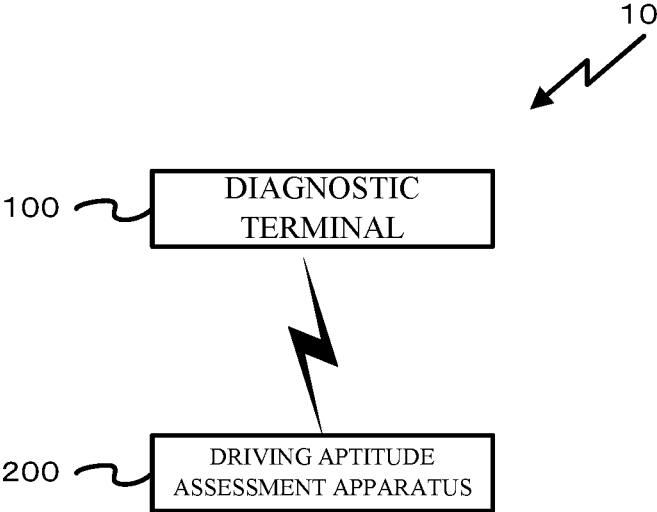 10
100
DIAGNOSTIC
TERMINAL
200
DRIVING APTITUDE
ASSESSMENT APPARATUS